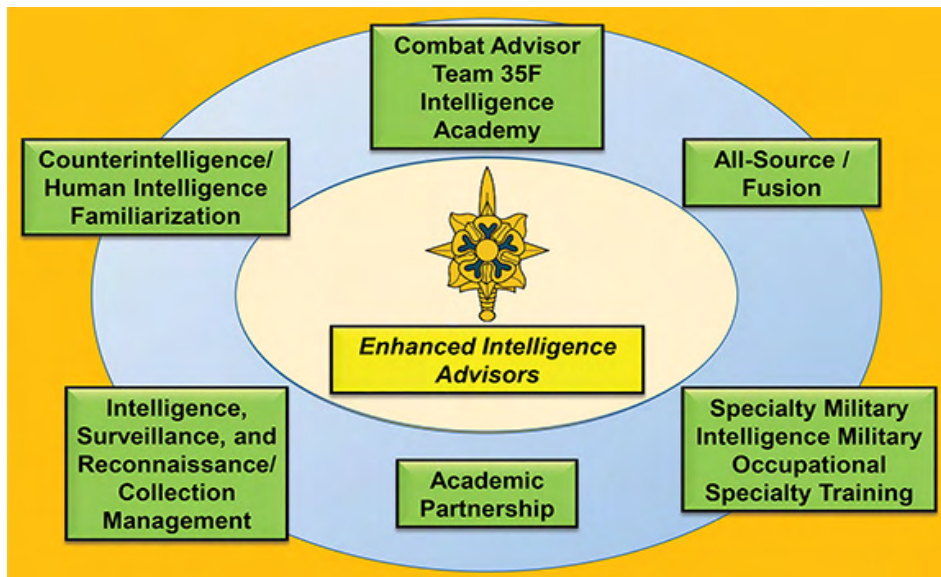 Combat Advisor
Team 35F
Intelligence
Academy
Counterintelligence/
Human Intelligence
Familiarization
All-Source /
Fusion
Enhanced Intelligence
Advisors
Intelligence,
Surveillance, and
Reconnaissance/
Collection
Management
Academic
Partnership
Specialty Military
Intelligence Military
Occupational
Specialty Training